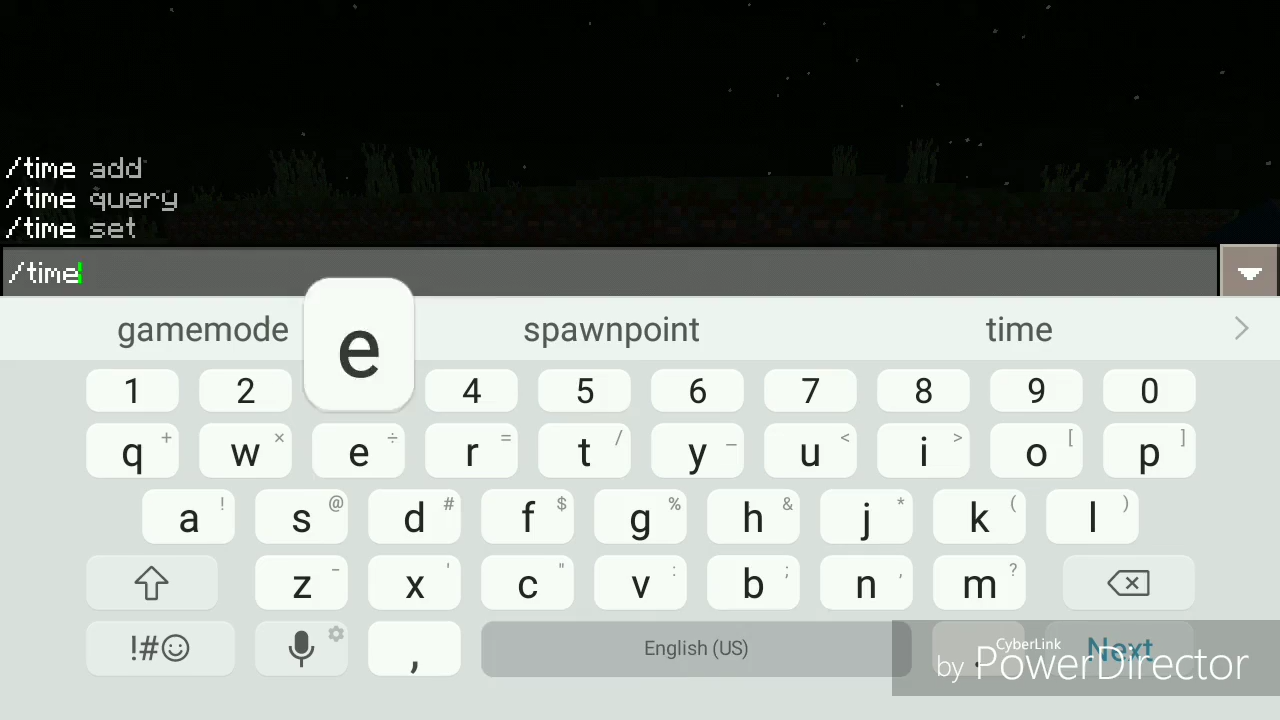 /time add
/time query
/time set
/time
gamemode spawnpoint time
e
1 2 4 5 6 7 8 9 0
q + w × e ÷ r = t / y _ u < i > o [ p ]
a ! s @ d # f $ g % h & j * k ( l )
z - x ' c " v : b ; n , m ?
!#☺ , English (US) . Next
CyberLink
by PowerDirector